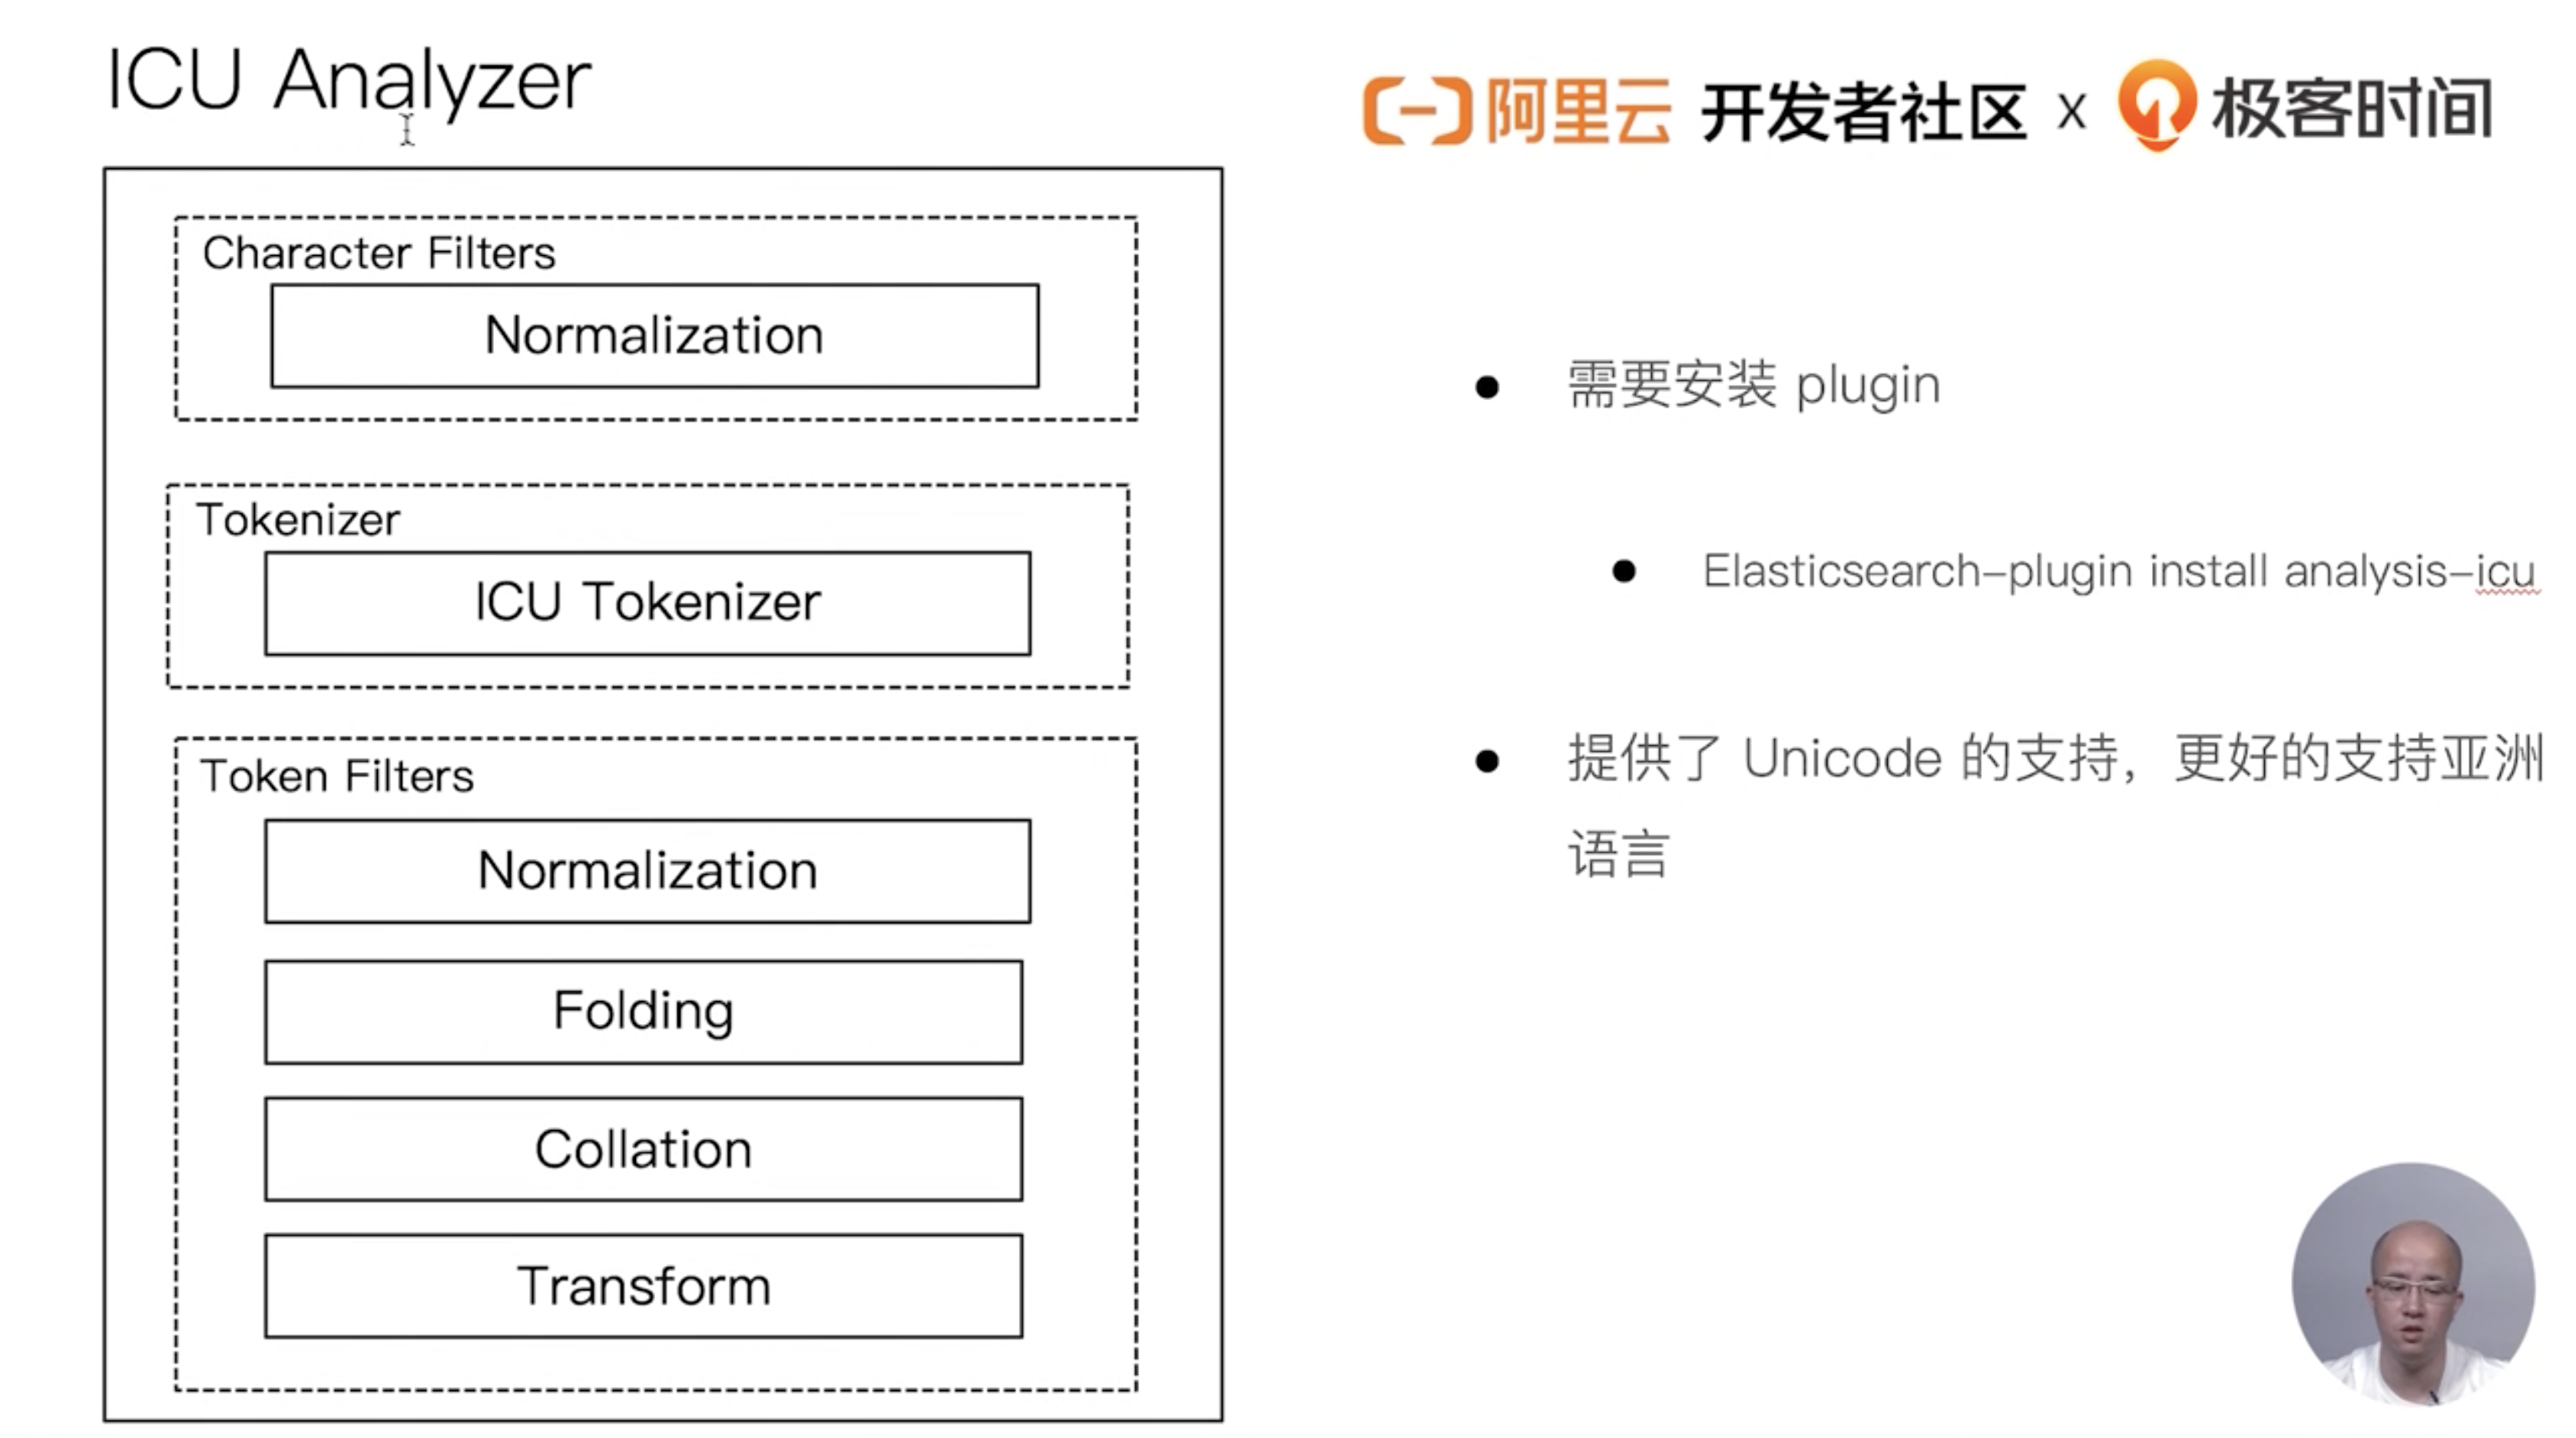 ICU Analyzer
阿里云 开发者社区 X 极客时间
Character Filters
Normalization
Tokenizer
ICU Tokenizer
Token Filters
Normalization
Folding
Collation
Transform
● 需要安装 plugin
● Elasticsearch–plugin install analysis–icu
● 提供了 Unicode 的支持，更好的支持亚洲
语言